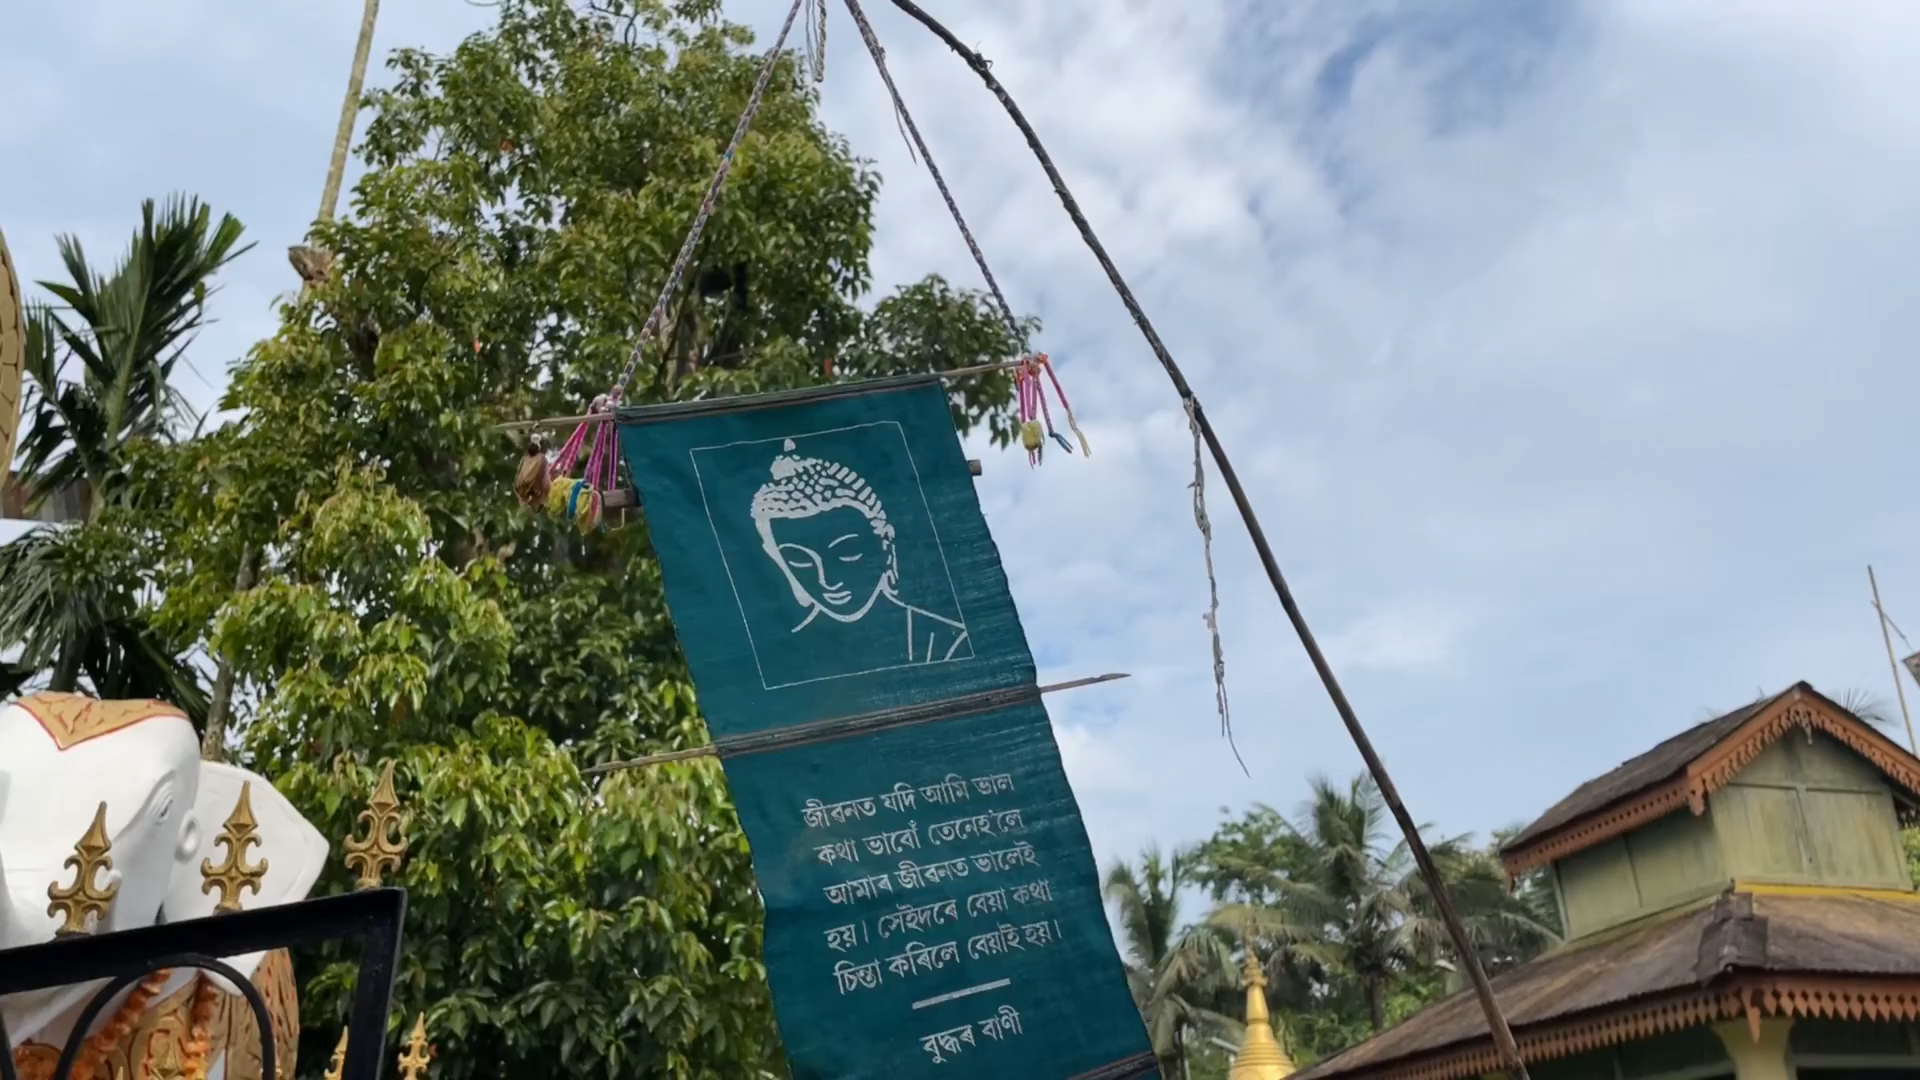 জীৱনত যদি আমি ভাল
কথা ভাবোঁ তেনেহ'লে
আমাৰ জীৱনত ভালেই
হয়। সেইদৰে বেয়া কথা
চিন্তা কৰিলে বেয়াই হয়।
বুদ্ধৰ বাণী